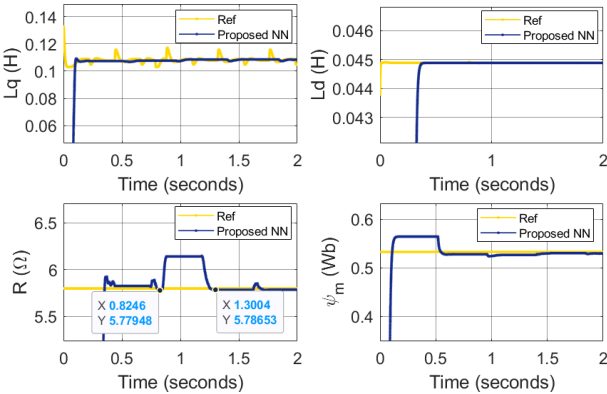 0.14
0.12
0.1
0.08
0.06
Lq (H)
Ref
Proposed NN
0
0.5
1
1.5
2
Time (seconds)
0.046
0.045
0.044
0.043
Ld (H)
Ref
Proposed NN
0
0.5
1
1.5
2
Time (seconds)
6.5
6
5.5
R (Ω)
Ref
Proposed NN
X 0.8246
Y 5.77948
X 1.3004
Y 5.78653
0
0.5
1
1.5
2
Time (seconds)
0.6
0.5
0.4
ψm (Wb)
Ref
Proposed NN
0
0.5
1
1.5
2
Time (seconds)